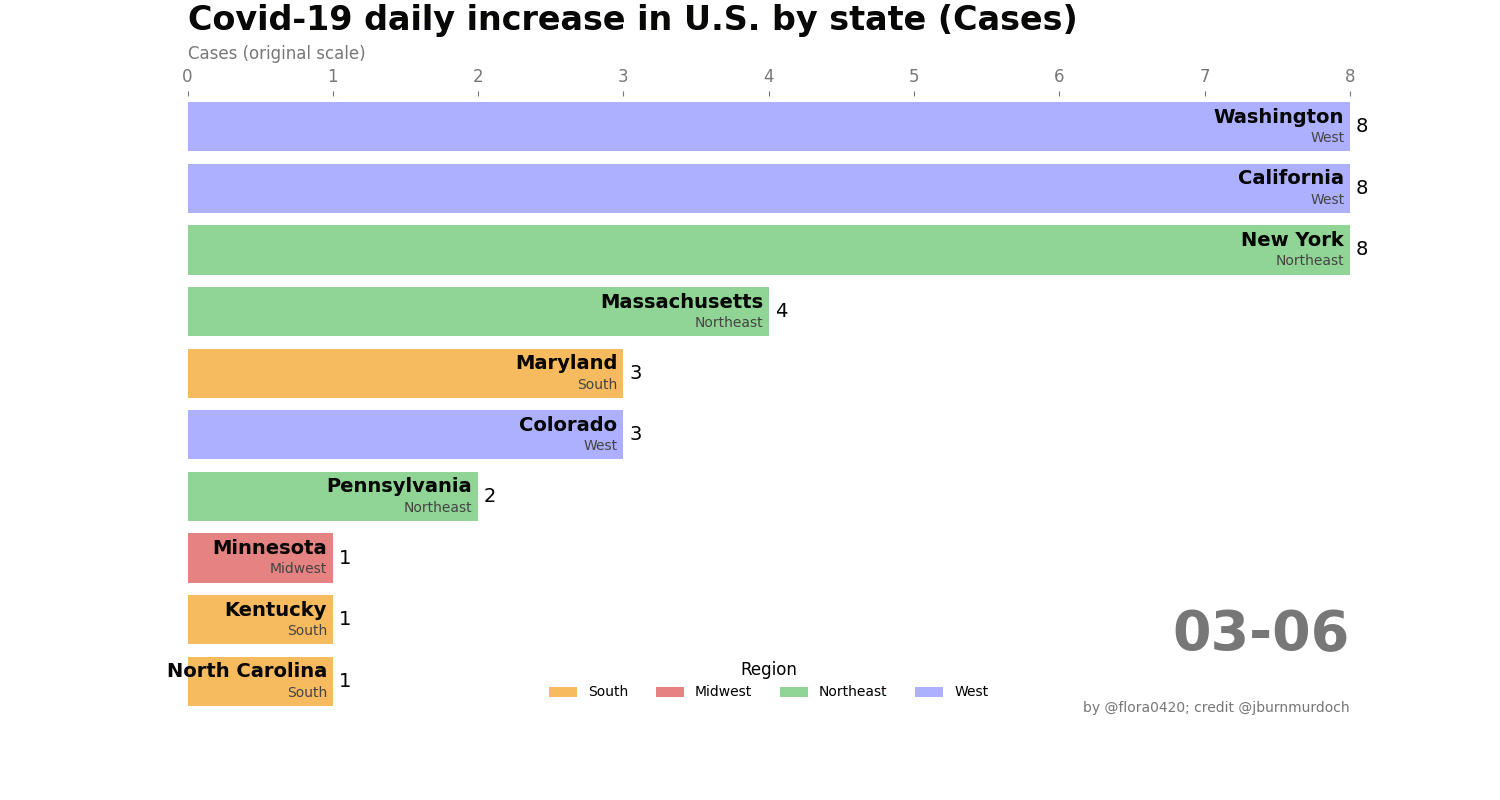 Covid-19 daily increase in U.S. by state (Cases)
Cases (original scale)
0 1 2 3 4 5 6 7 8
Washington
West
8
California
West
8
New York
Northeast
8
Massachusetts
Northeast
4
Maryland
South
3
Colorado
West
3
Pennsylvania
Northeast
2
Minnesota
Midwest
1
Kentucky
South
1
North Carolina
South
1
03-06
Region
South Midwest Northeast West
by @flora0420; credit @jburnmurdoch